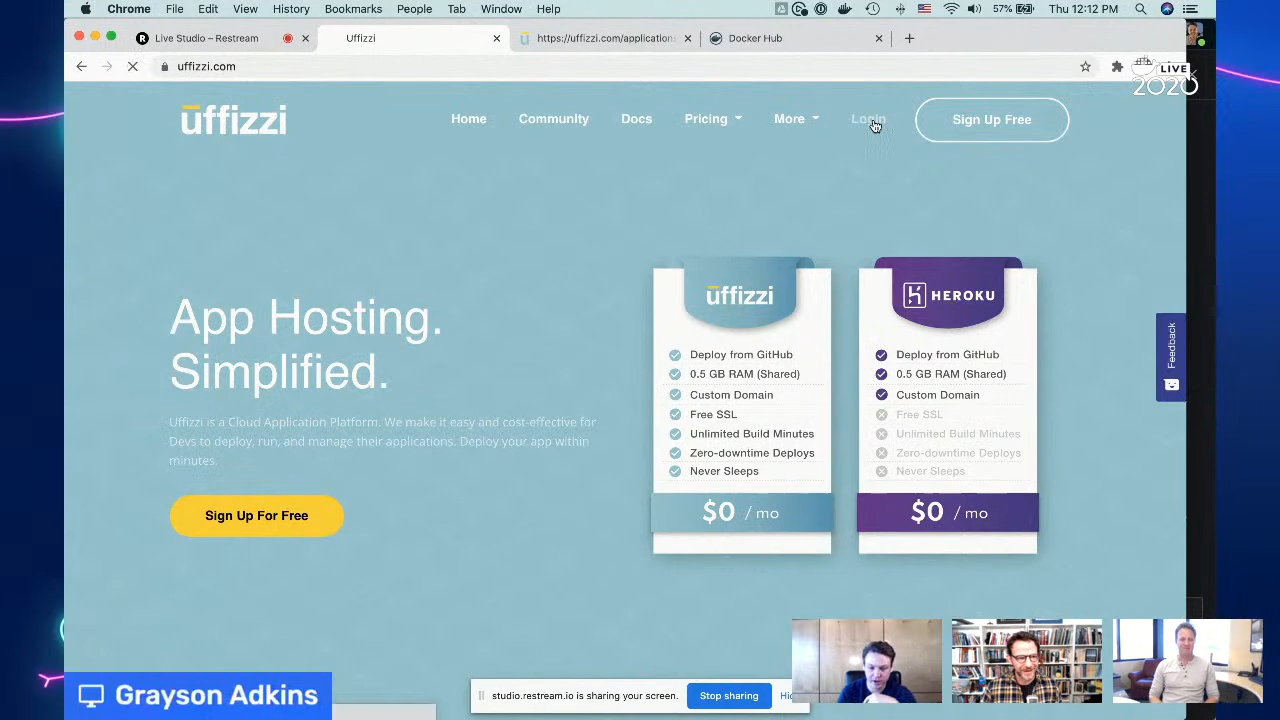 Chrome File Edit View History Bookmarks People Tab Window Help 57% Thu 12:12 PM
Live Studio – Restream Uffizzi https://uffizzi.com/application Docker Hub
uffizzi.com
LIVE
2020
uffizzi Home Community Docs Pricing More Login Sign Up Free
App Hosting.
Simplified.
Uffizzi is a Cloud Application Platform. We make it easy and cost-effective for
Devs to deploy, run, and manage their applications. Deploy your app within
minutes.
Sign Up For Free
uffizzi
Deploy from GitHub
0.5 GB RAM (Shared)
Custom Domain
Free SSL
Unlimited Build Minutes
Zero-downtime Deploys
Never Sleeps
$0 / mo
HEROKU
Deploy from GitHub
0.5 GB RAM (Shared)
Custom Domain
Free SSL
Unlimited Build Minutes
Zero-downtime Deploys
Never Sleeps
$0 / mo
Feedback
studio.restream.io is sharing your screen. Stop sharing
Grayson Adkins